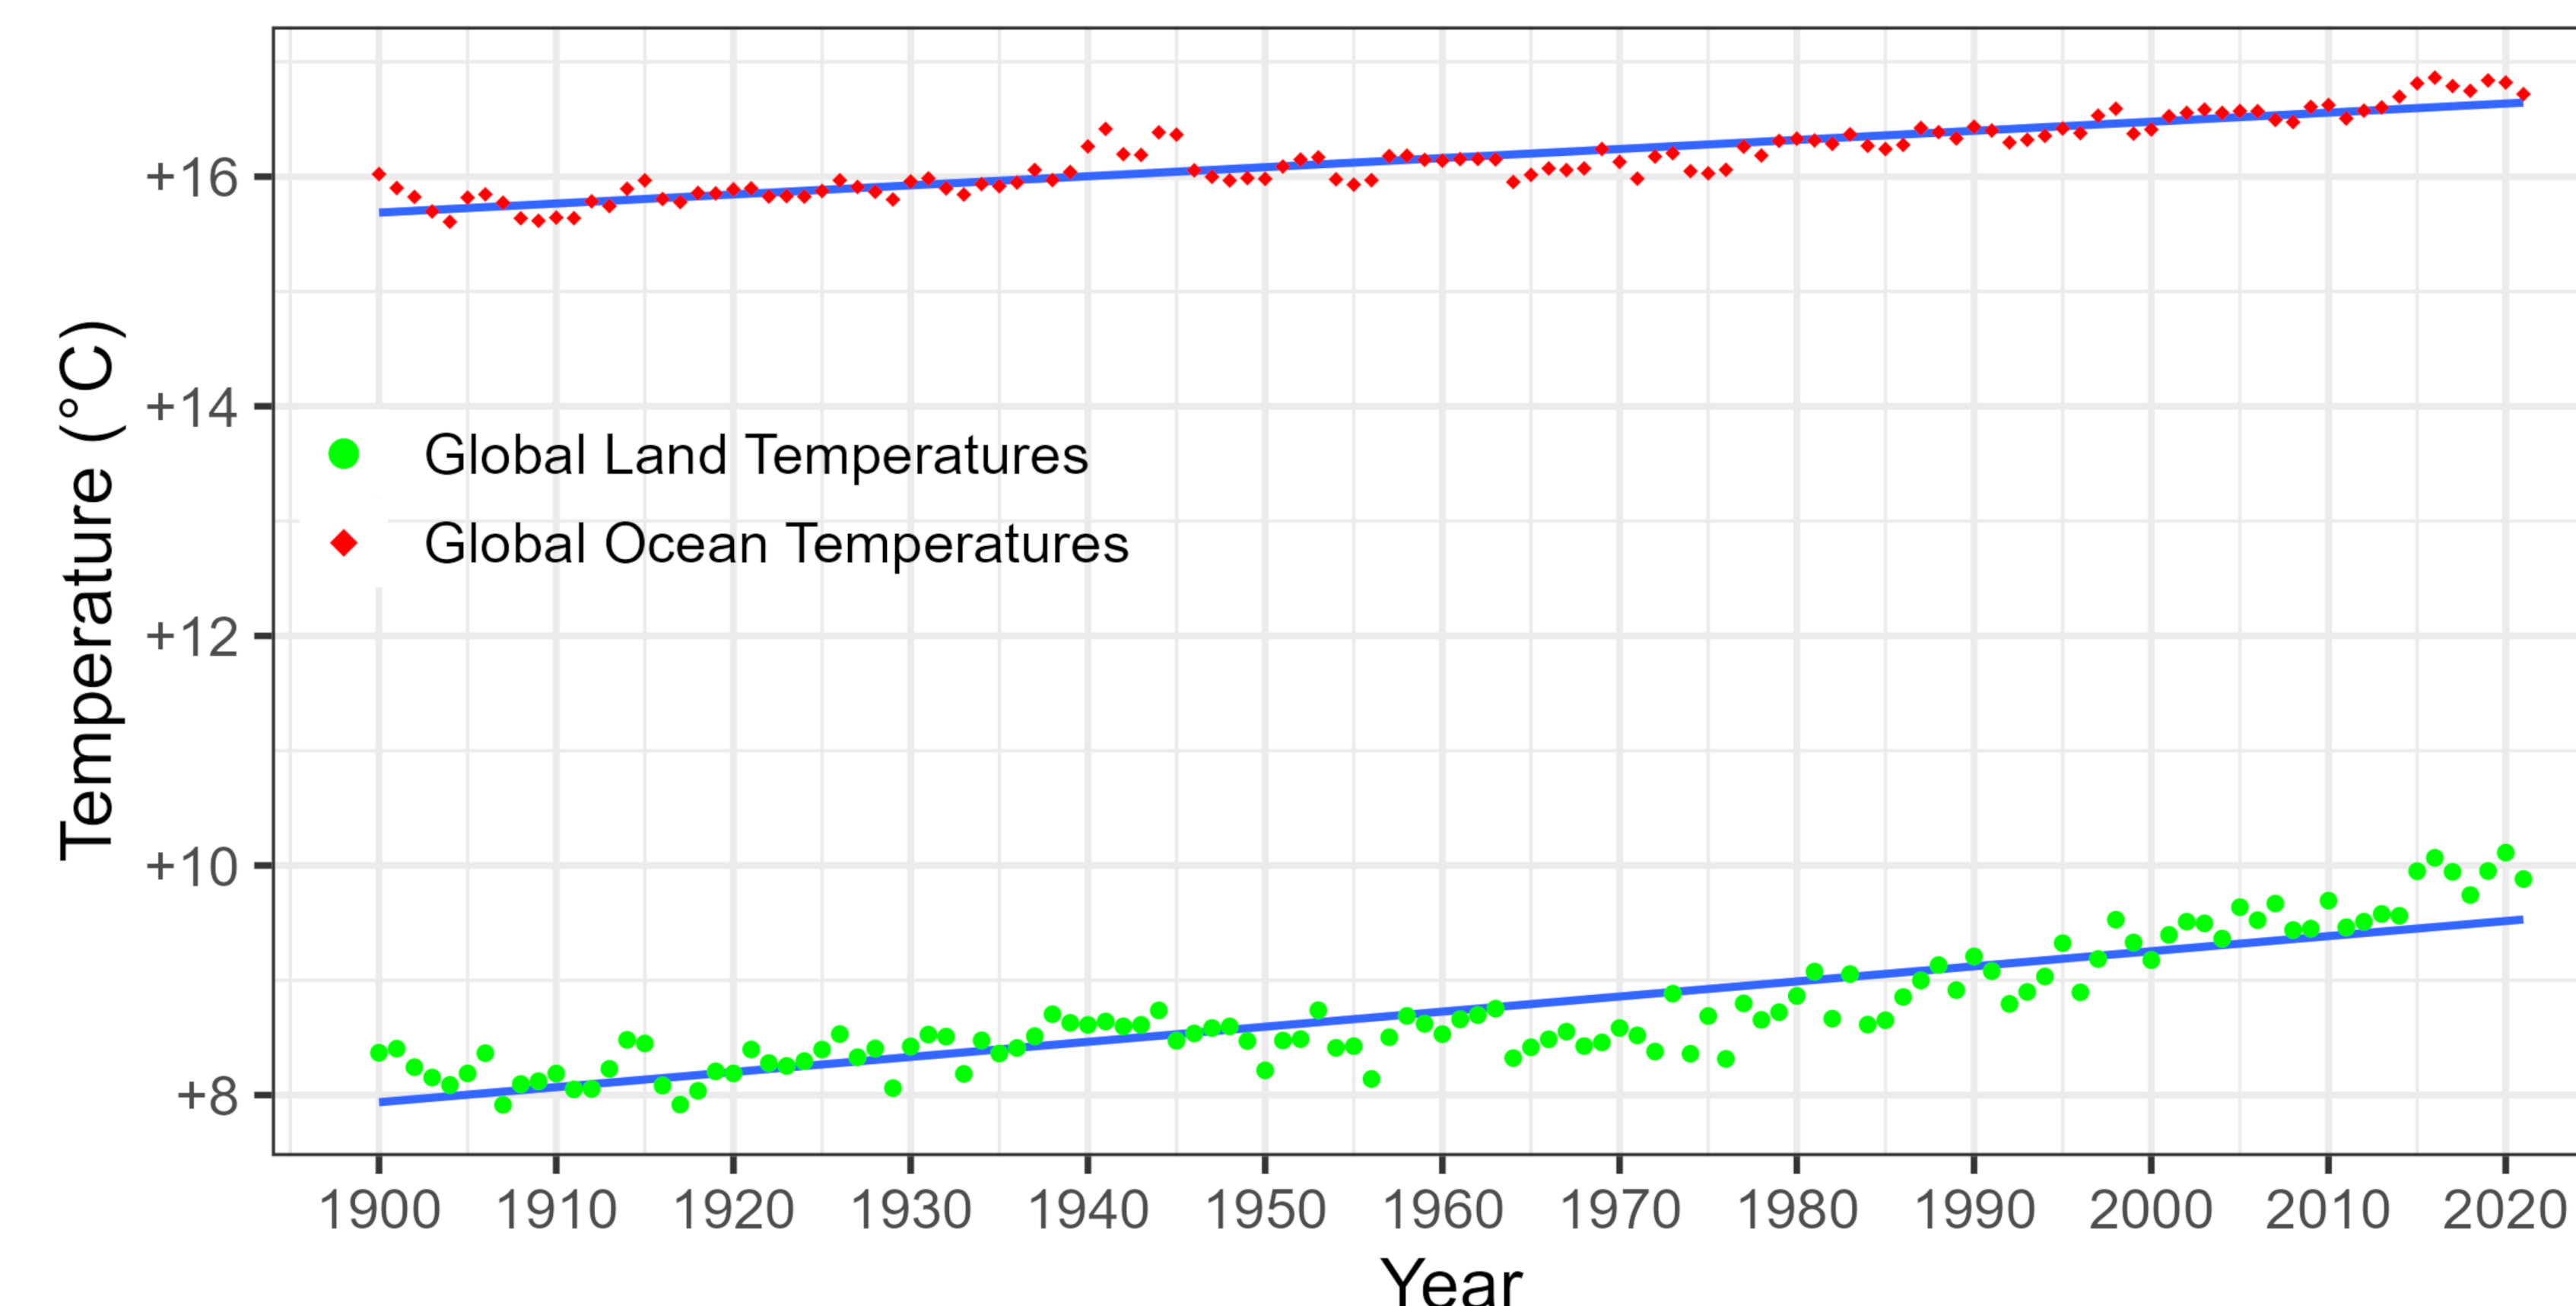 Temperature (°C)
+16
+14
+12
+10
+8
Global Land Temperatures
Global Ocean Temperatures
1900 1910 1920 1930 1940 1950 1960 1970 1980 1990 2000 2010 2020
Year